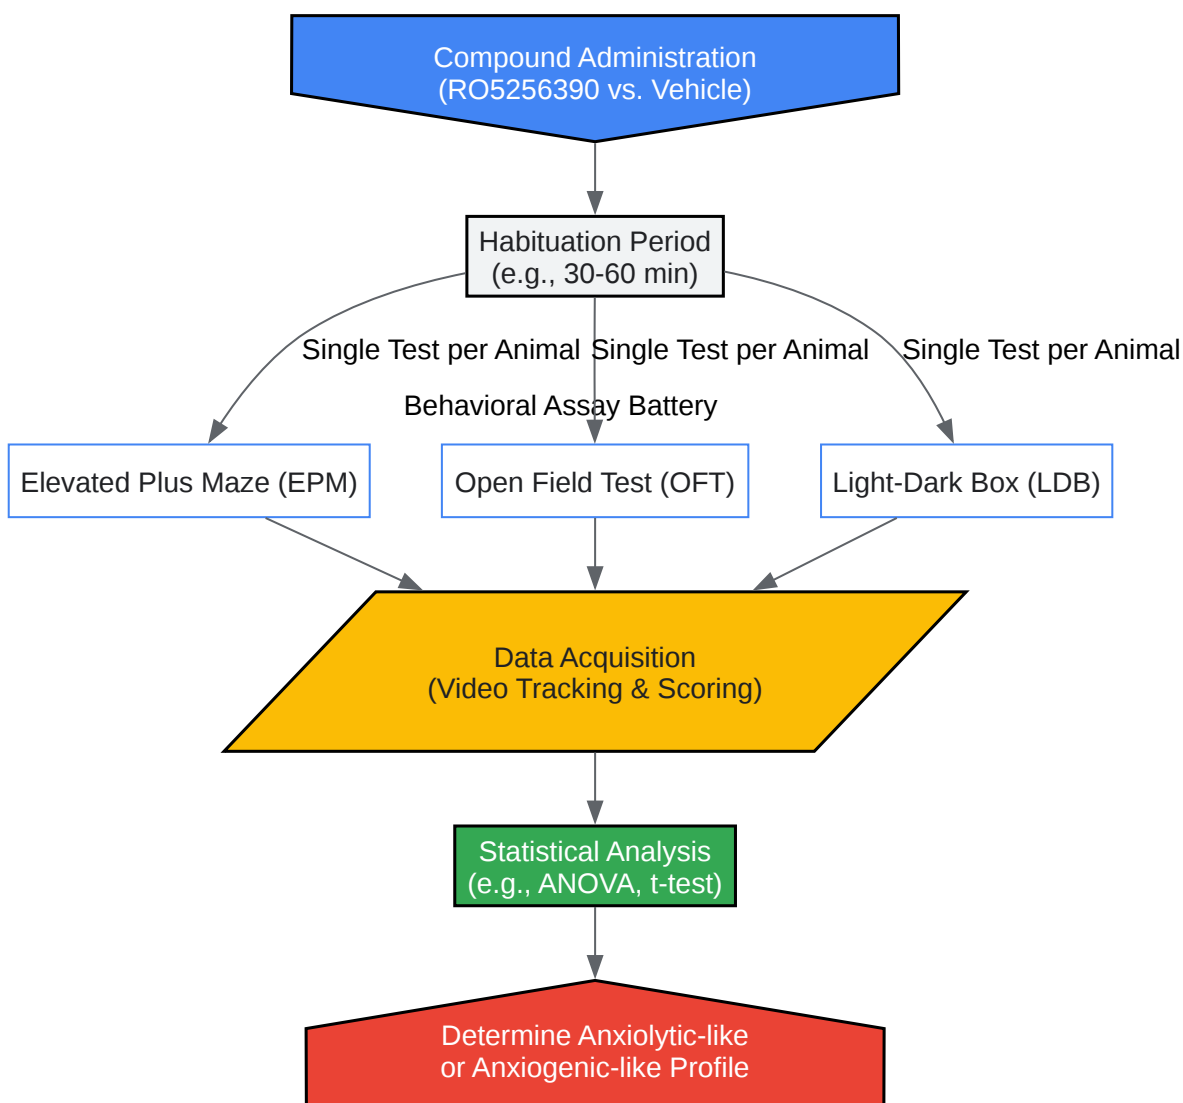 Compound Administration
(RO5256390 vs. Vehicle)
Habituation Period
(e.g., 30-60 min)
Single Test per Animal
Single Test per Animal
Single Test per Animal
Behavioral Assay Battery
Elevated Plus Maze (EPM)
Open Field Test (OFT)
Light-Dark Box (LDB)
Data Acquisition
(Video Tracking & Scoring)
Statistical Analysis
(e.g., ANOVA, t-test)
Determine Anxiolytic-like
or Anxiogenic-like Profile